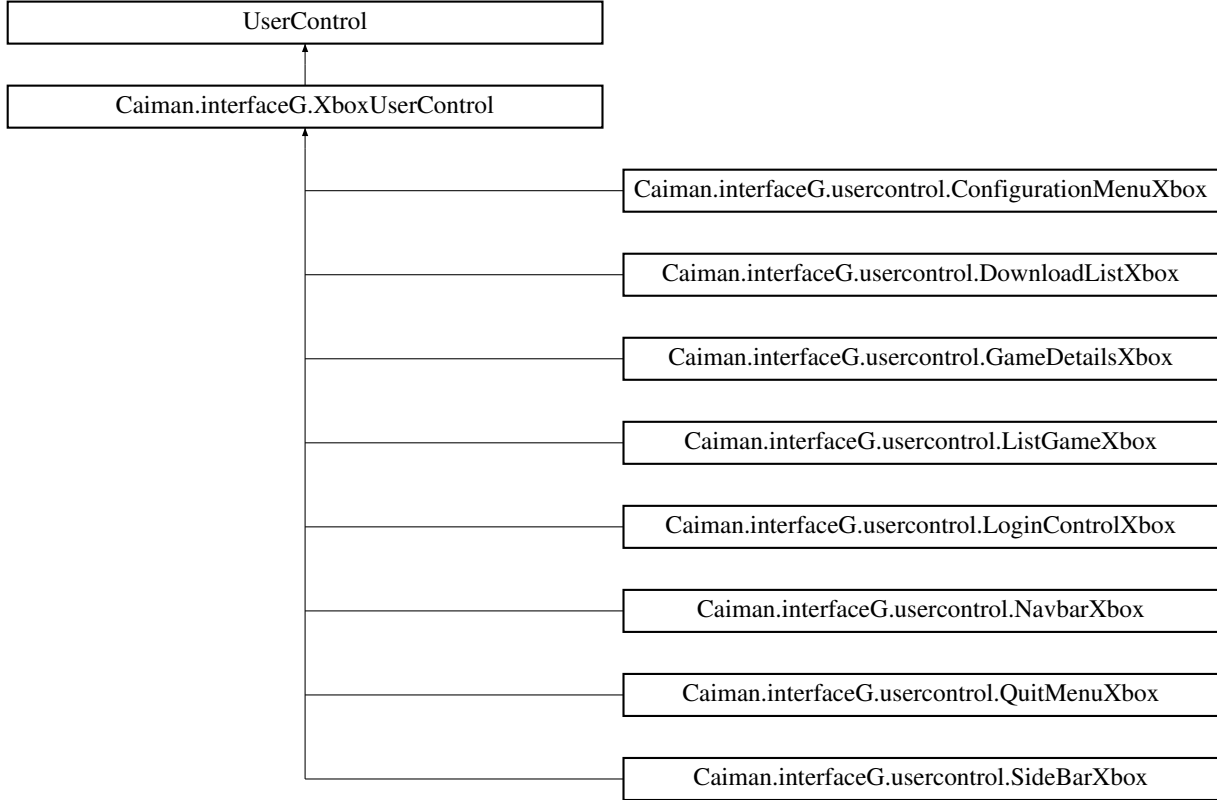 UserControl
Caiman.interfaceG.XboxUserControl
Caiman.interfaceG.usercontrol.ConfigurationMenuXbox
Caiman.interfaceG.usercontrol.DownloadListXbox
Caiman.interfaceG.usercontrol.GameDetailsXbox
Caiman.interfaceG.usercontrol.ListGameXbox
Caiman.interfaceG.usercontrol.LoginControlXbox
Caiman.interfaceG.usercontrol.NavbarXbox
Caiman.interfaceG.usercontrol.QuitMenuXbox
Caiman.interfaceG.usercontrol.SideBarXbox